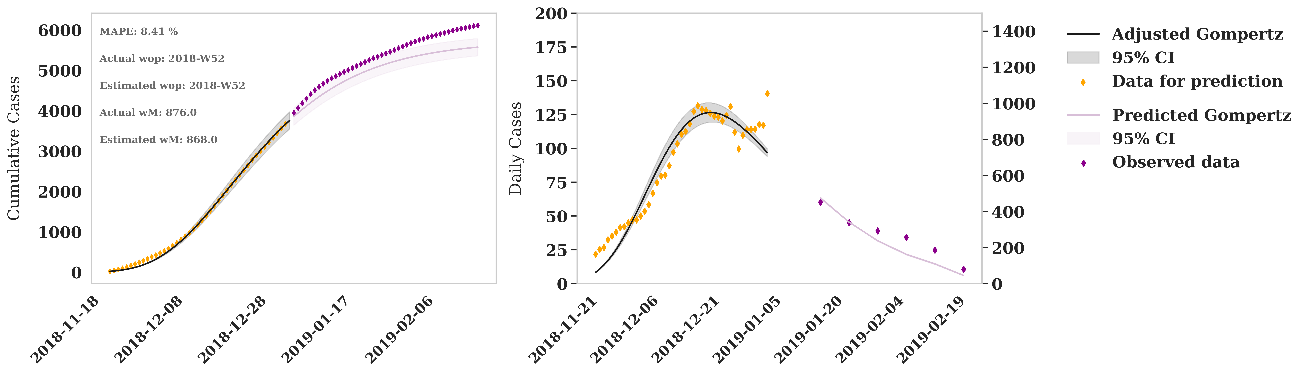 Cumulative Cases
6000
5000
4000
3000
2000
1000
0
MAPE: 8.41 %
Actual wop: 2018-W52
Estimated wop: 2018-W52
Actual wM: 876.0
Estimated wM: 868.0
2018-11-18
2018-12-08
2018-12-28
2019-01-17
2019-02-06
Daily Cases
200
175
150
125
100
75
50
25
0
1400
1200
1000
800
600
400
200
0
2018-11-21
2018-12-06
2018-12-21
2019-01-05
2019-01-20
2019-02-04
2019-02-19
Adjusted Gompertz
95% CI
Data for prediction
Predicted Gompertz
95% CI
Observed data